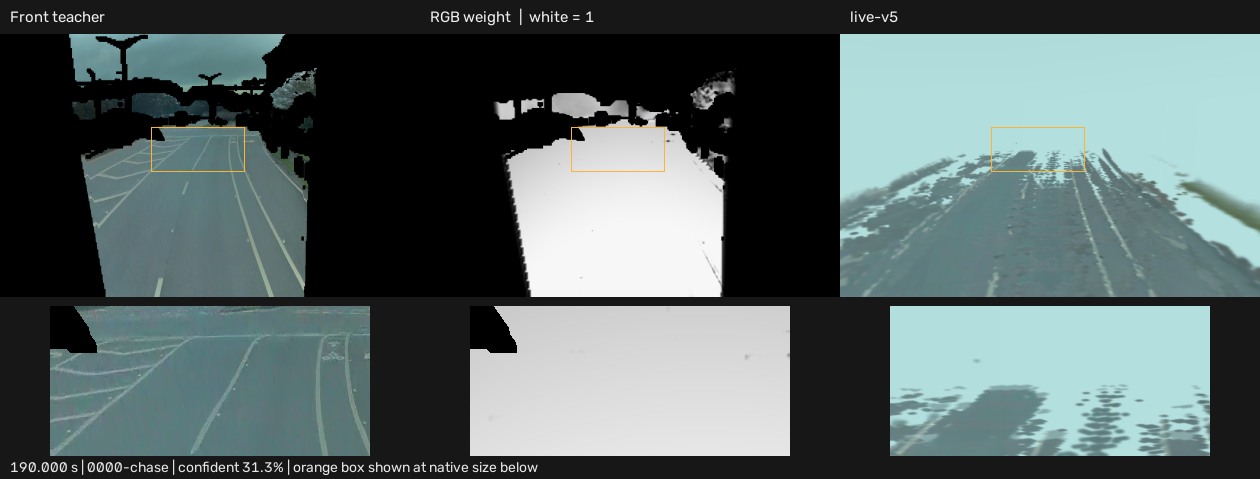 Front teacher
RGB weight | white = 1
live-v5
190.000 s | 0000-chase | confident 31.3% | orange box shown at native size below